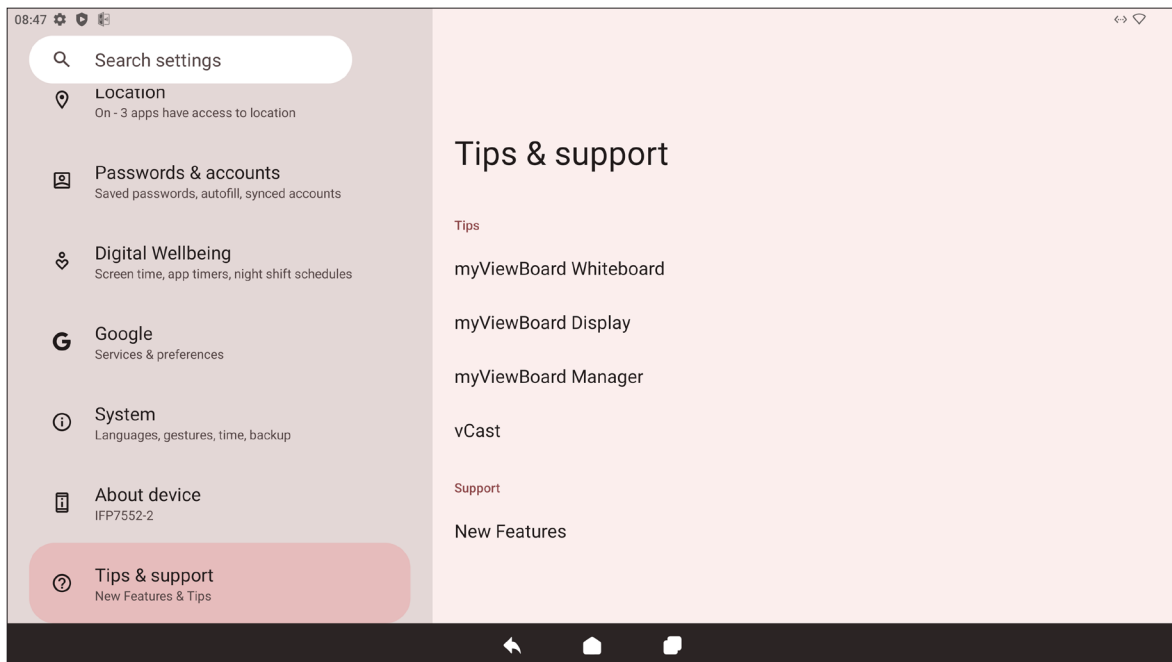 08:47
Search settings
Location
On - 3 apps have access to location
Passwords & accounts
Saved passwords, autofill, synced accounts
Digital Wellbeing
Screen time, app timers, night shift schedules
Google
Services & preferences
System
Languages, gestures, time, backup
About device
IFP7552-2
Tips & support
New Features & Tips
Tips & support
Tips
myViewBoard Whiteboard
myViewBoard Display
myViewBoard Manager
vCast
Support
New Features